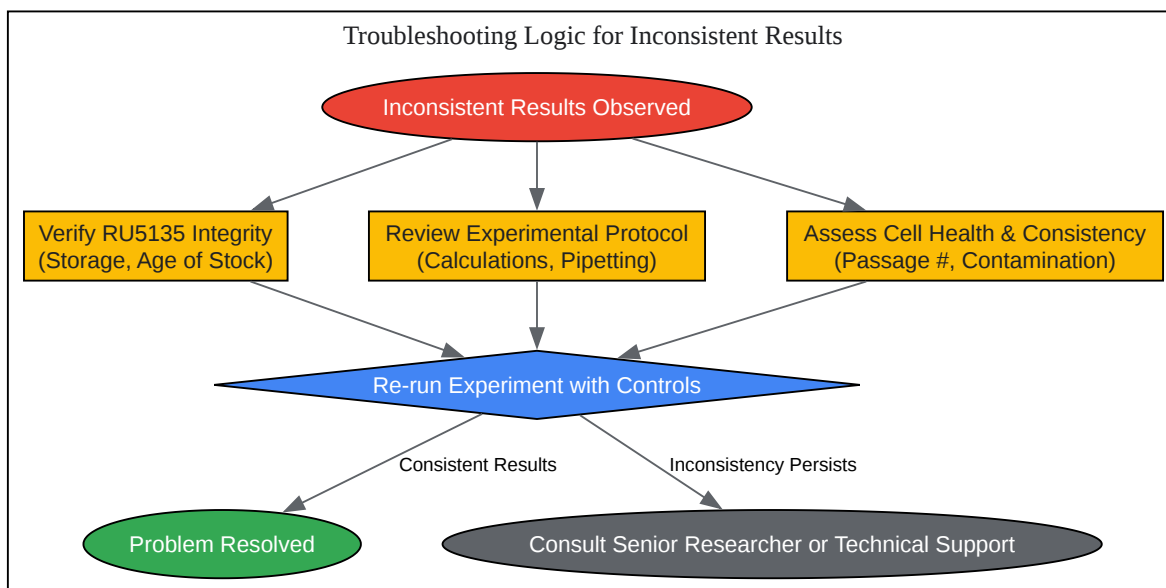 Troubleshooting Logic for Inconsistent Results
Inconsistent Results Observed
Verify RU5135 Integrity
(Storage, Age of Stock)
Review Experimental Protocol
(Calculations, Pipetting)
Assess Cell Health & Consistency
(Passage #, Contamination)
Re-run Experiment with Controls
Consistent Results
Inconsistency Persists
Problem Resolved
Consult Senior Researcher or Technical Support